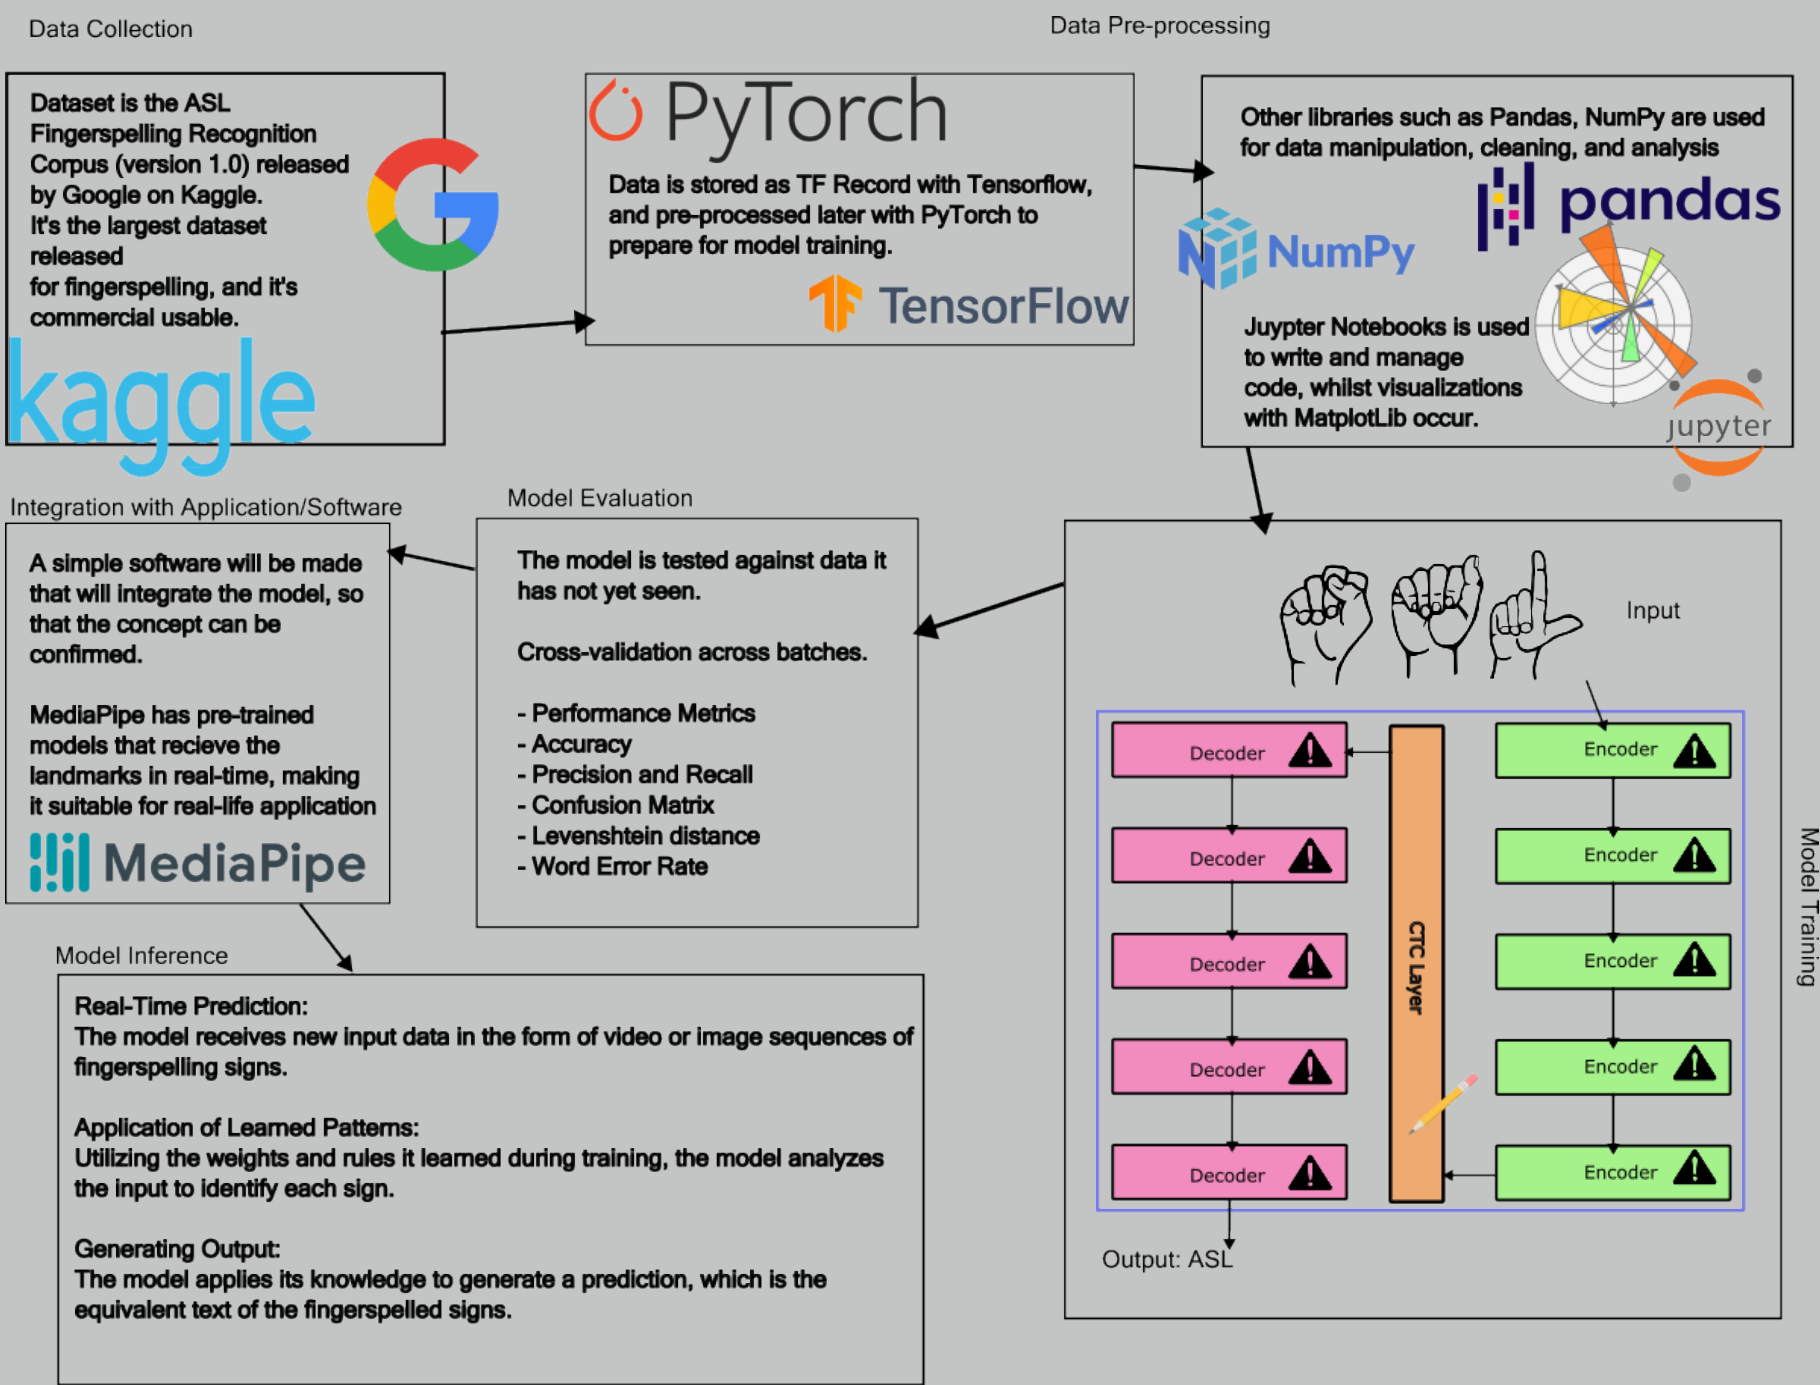 Data Collection
Data Pre-processing
Dataset is the ASL
Fingerspelling Recognition
Corpus (version 1.0) released
by Google on Kaggle.
It's the largest dataset
released
for fingerspelling, and it's
commercial usable.
kaggle
PyTorch
Data is stored as TF Record with Tensorflow,
and pre-processed later with PyTorch to
prepare for model training.
TensorFlow
Other libraries such as Pandas, NumPy are used
for data manipulation, cleaning, and analysis
pandas
NumPy
Juypter Notebooks is used
to write and manage
code, whilst visualizations
with MatplotLib occur.
jupyter
Integration with Application/Software
A simple software will be made
that will integrate the model, so
that the concept can be
confirmed.
MediaPipe has pre-trained
models that recieve the
landmarks in real-time, making
it suitable for real-life application
MediaPipe
Model Evaluation
The model is tested against data it
has not yet seen.
Cross-validation across batches.
- Performance Metrics
- Accuracy
- Precision and Recall
- Confusion Matrix
- Levenshtein distance
- Word Error Rate
Input
Decoder
Decoder
Decoder
Decoder
Decoder
CTC Layer
Encoder
Encoder
Encoder
Encoder
Encoder
Output: ASL
Model Training
Model Inference
Real-Time Prediction:
The model receives new input data in the form of video or image sequences of
fingerspelling signs.
Application of Learned Patterns:
Utilizing the weights and rules it learned during training, the model analyzes
the input to identify each sign.
Generating Output:
The model applies its knowledge to generate a prediction, which is the
equivalent text of the fingerspelled signs.